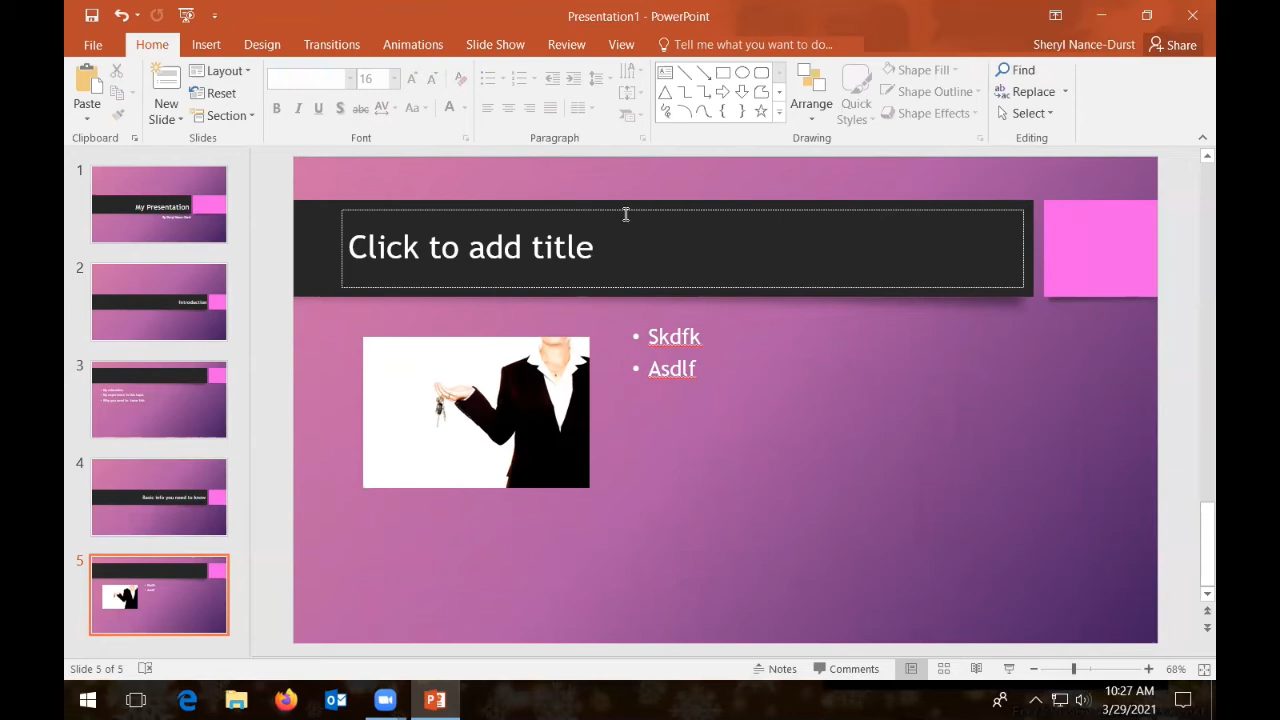 Presentation1 - PowerPoint
File Home Insert Design Transitions Animations Slide Show Review View Tell me what you want to do... Sheryl Nance-Durst Share
Paste
New Slide
Layout
Reset
Section
16
B I U S abc AV Aa A
Arrange
Quick Styles
Shape Fill
Shape Outline
Shape Effects
Find
Replace
Select
Clipboard Slides Font Paragraph Drawing Editing
1
My Presentation
2
Introduction
3
4
Basic info you need to know
5
Click to add title
• Skdfk
• Asdlf
Slide 5 of 5 Notes Comments 68%
10:27 AM
3/29/2021